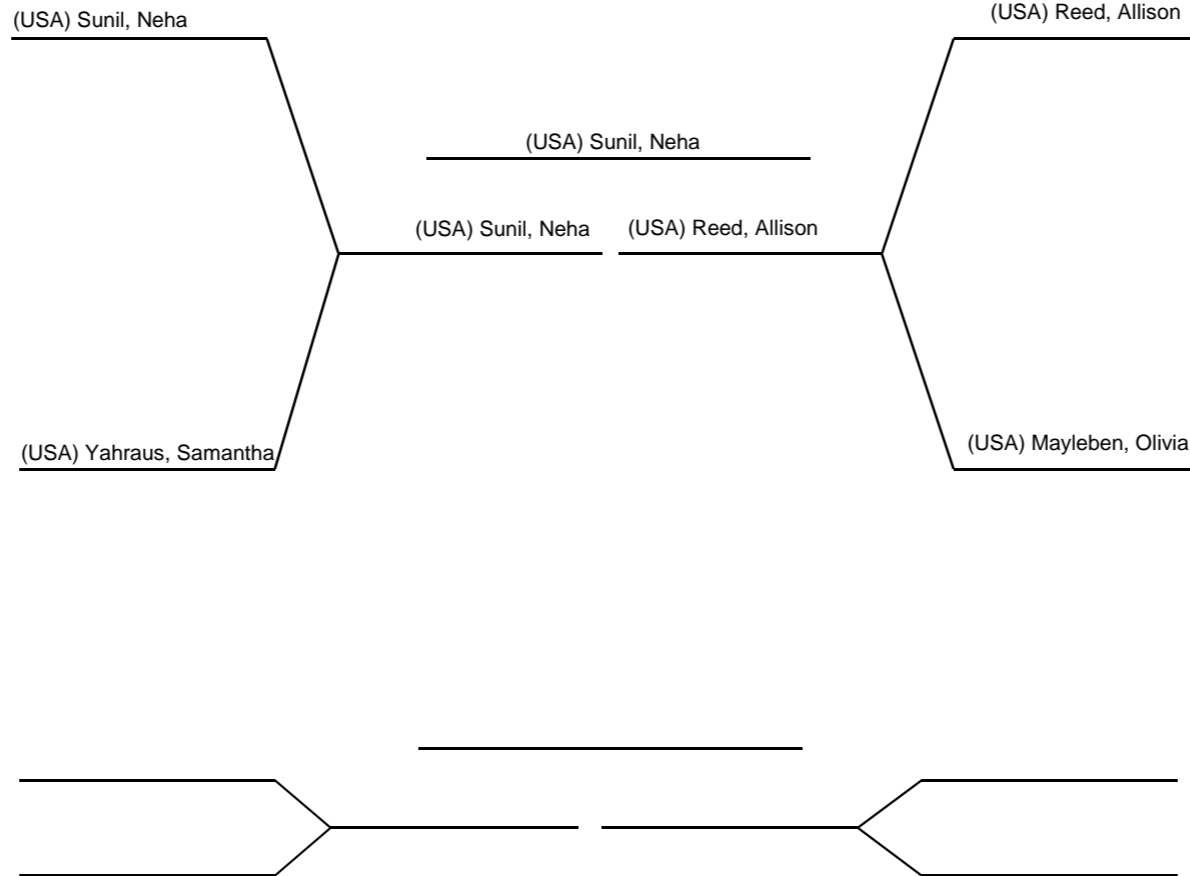 (USA) Sunil, Neha
(USA) Reed, Allison
(USA) Sunil, Neha
(USA) Sunil, Neha
(USA) Reed, Allison
(USA) Yahraus, Samantha
(USA) Mayleben, Olivia